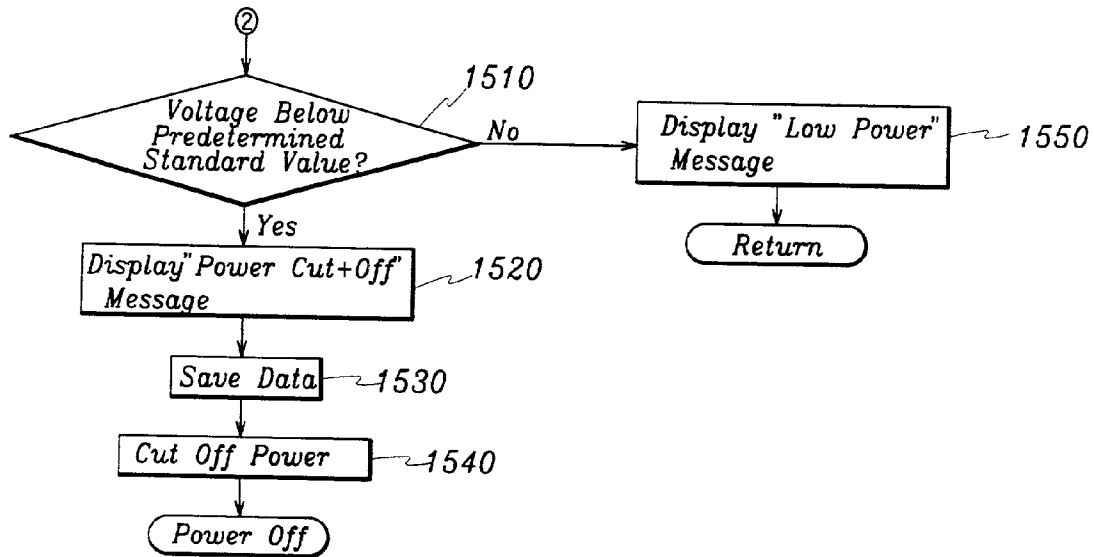 2
1510
Voltage Below
Predetermined
Standard Value?
No
Display "Low Power"
Message
1550
Yes
Return
Display"Power Cut+Off"
Message
1520
Save Data
1530
Cut Off Power
1540
Power Off